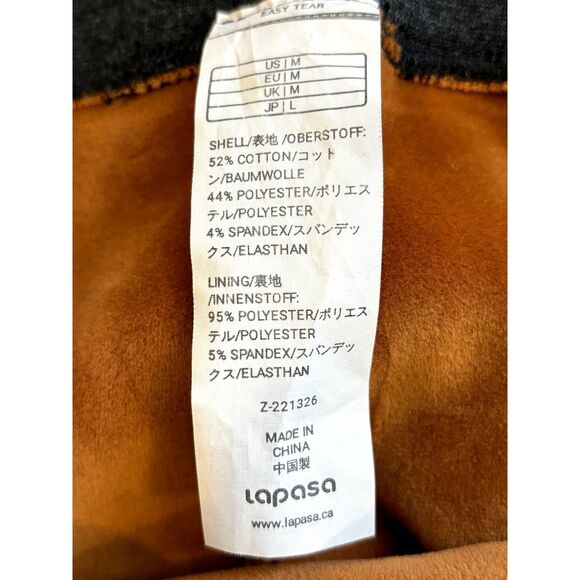 EASY TEAR
US | M
EU | M
UK | M
JP | L
SHELL/表地 /OBERSTOFF:
52% COTTON/コット
ン/BAUMWOLLE
44% POLYESTER/ポリエス
テル/POLYESTER
4% SPANDEX/スパンデッ
クス/ELASTHAN
LINING/裏地
/INNENSTOFF:
95% POLYESTER/ポリエス
テル/POLYESTER
5% SPANDEX/スパンデッ
クス/ELASTHAN
Z-221326
MADE IN
CHINA
中国製
Lapasa
www.lapasa.ca